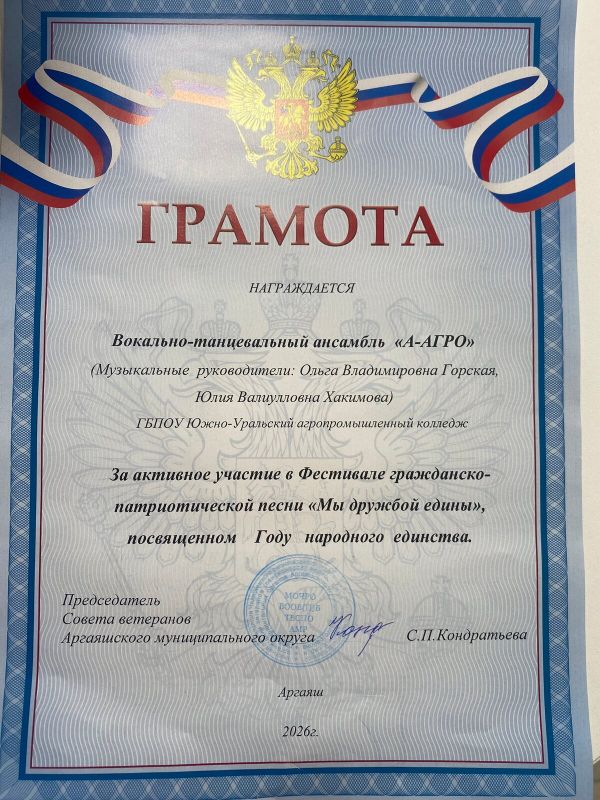 ГРАМОТА
НАГРАЖДАЕТСЯ
Вокально-танцевальный ансамбль «А-АГРО»
(Музыкальные руководители: Ольга Владимировна Горская,
Юлия Валиулловна Хакимова)
ГБПОУ Южно-Уральский агропромышленный колледж
За активное участие в Фестивале гражданско-
патриотической песни «Мы дружбой едины»,
посвященном Году народного единства.
Председатель
Совета ветеранов
Аргаяшского муниципального округа
С.П.Кондратьева
Аргаяш
2026г.